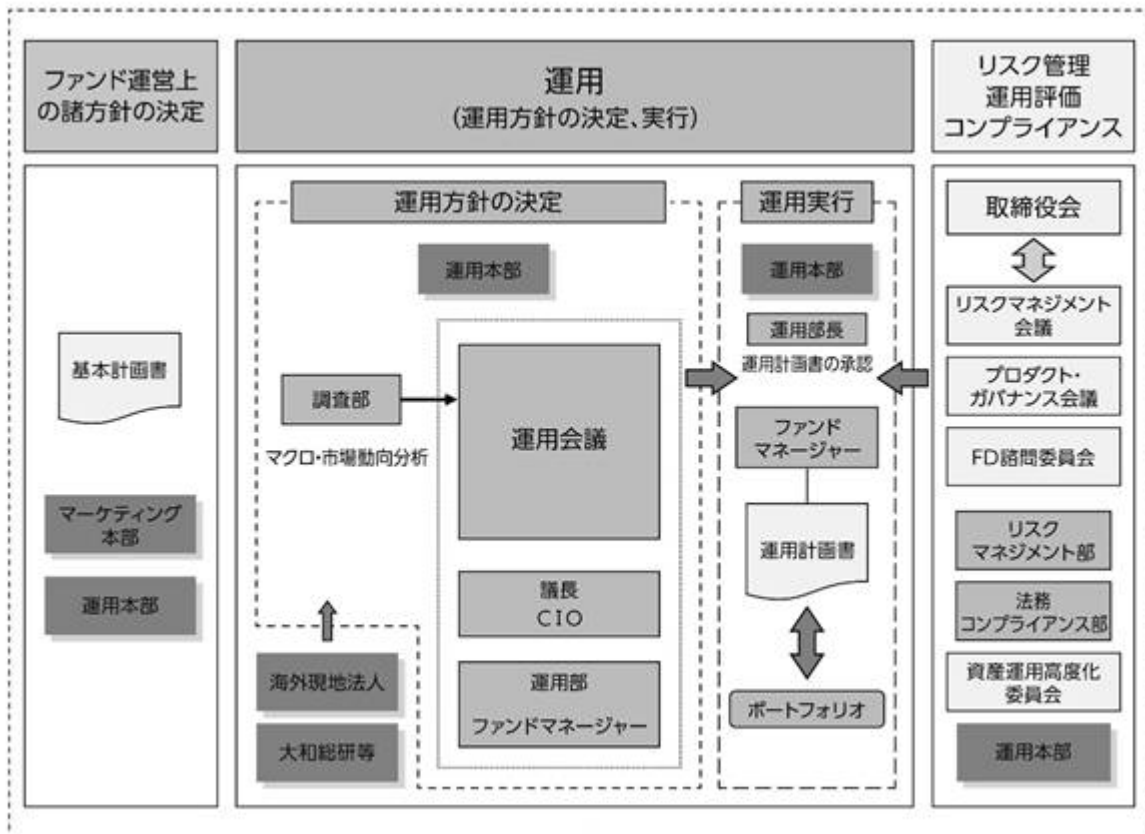 ファンド運営上
の諸方針の決定
基本計画書
マーケティング
本部
運用本部
運用
(運用方針の決定、実行)
運用方針の決定
運用本部
調査部
マクロ・市場動向分析
運用会議
議長
CIO
運用部
ファンドマネージャー
海外現地法人
大和総研等
運用実行
運用本部
運用部長
運用計画書の承認
ファンド
マネージャー
運用計画書
ポートフォリオ
リスク管理
運用評価
コンプライアンス
取締役会
リスクマネジメント
会議
プロダクト・
ガバナンス会議
FD諮問委員会
リスク
マネジメント部
法務
コンプライアンス部
資産運用高度化
委員会
運用本部